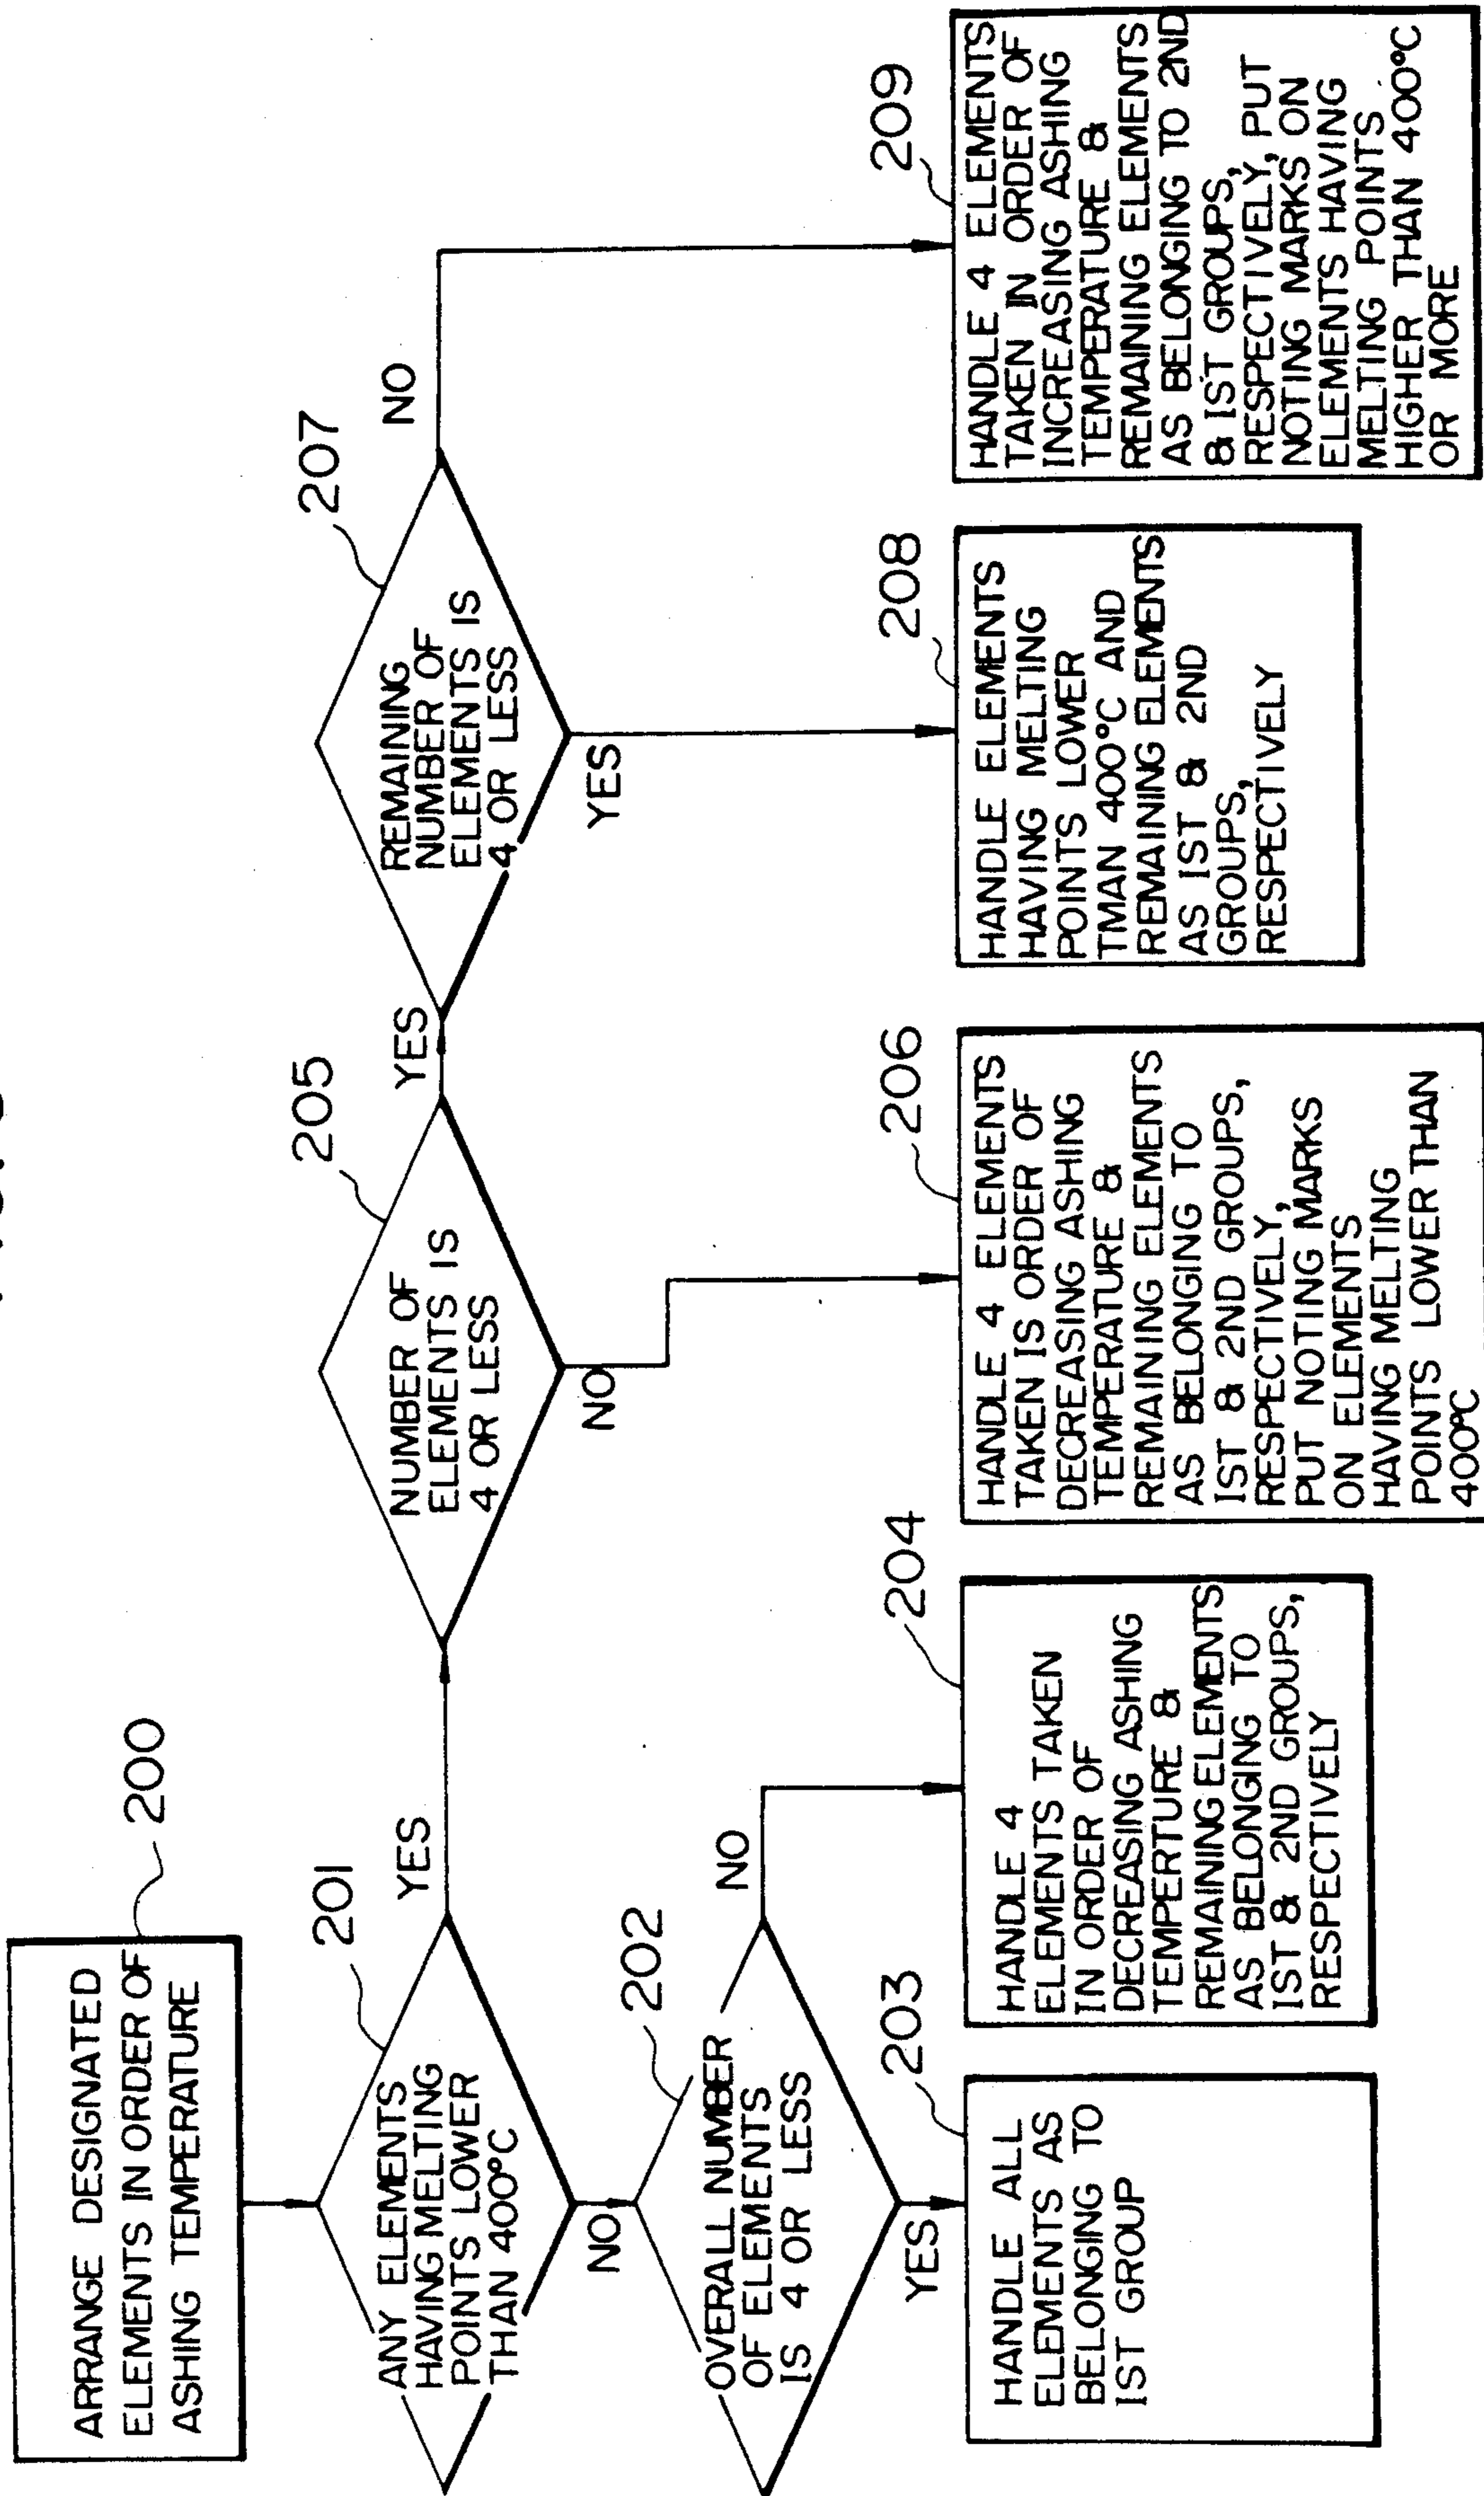 ARRANGE DESIGNATED
ELEMENTS IN ORDER OF
ASHING TEMPERATURE
200
ANY ELEMENTS
HAVING MELTING
POINTS LOWER
THAN 400°C
201
YES
NO
OVERALL NUMBER
OF ELEMENTS
IS 4 OR LESS
202
NO
YES
HANDLE ALL
ELEMENTS AS
BELONGING TO
1ST GROUP
203
HANDLE 4
ELEMENTS TAKEN
IN ORDER OF
DECREASING ASHING
TEMPERTURE &
REMAINING ELEMENTS
AS BELONGING TO
1ST & 2ND GROUPS,
RESPECTIVELY
204
NUMBER OF
ELEMENTS IS
4 OR LESS
205
YES
NO
HANDLE 4 ELEMENTS
TAKEN IS ORDER OF
DECREASING ASHING
TEMPERATURE &
REMAINING ELEMENTS
AS BELONGING TO
1ST & 2ND GROUPS,
RESPECTIVELY,
PUT NOTING MARKS
ON ELEMENTS
HAVING MELTING
POINTS LOWER THAN
400°C
206
REMAINING
NUMBER OF
ELEMENTS IS
4 OR LESS
207
NO
YES
HANDLE ELEMENTS
HAVING MELTING
POINTS LOWER
TMAN 400°C AND
REMAINING ELEMENTS
AS 1ST & 2ND
GROUPS,
RESPECTIVELY
208
HANDLE 4 ELEMENTS
TAKEN IN ORDER OF
INCREASING ASHING
TEMPERATURE &
REMAINING ELEMENTS
AS BELONGING TO 2ND
& 1ST GROUPS,
RESPECTIVELY, PUT
NOTING MARKS ON
ELEMENTS HAVING
MELTING POINTS
HIGHER THAN 400°C
OR MORE
209